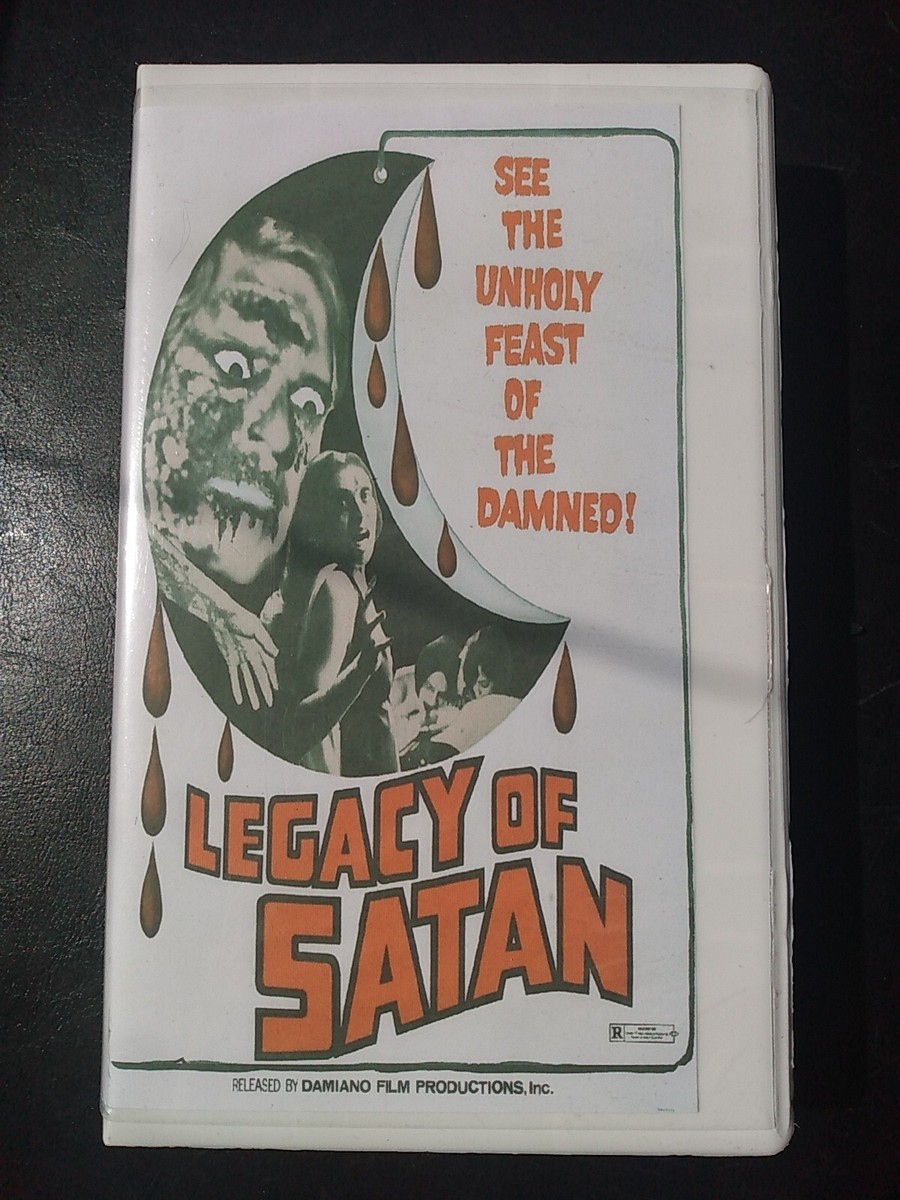 SEE
THE
UNHOLY
FEAST
OF
THE
DAMNED!
LEGACY OF
SATAN
R
RELEASED BY DAMIANO FILM PRODUCTIONS, Inc.